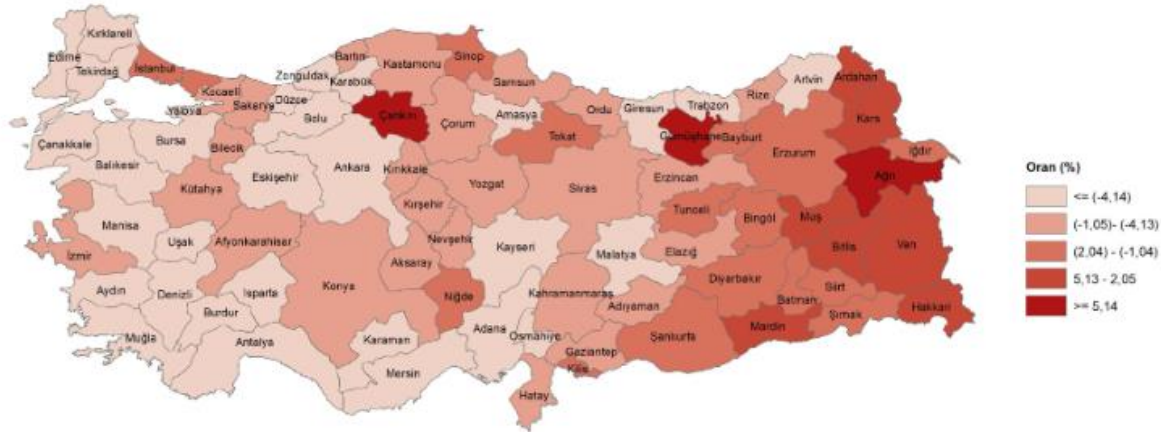 Kırklareli
Edirne
Tekirdağ
İstanbul
Kocaeli
Yalova
Sakarya
Düzce
Zonguldak
Bartın
Karabük
Kastamonu
Sinop
Samsun
Bolu
Çankırı
Çorum
Amasya
Ordu
Giresun
Trabzon
Rize
Artvin
Ardahan
Kars
Iğdır
Çanakkale
Balıkesir
Bursa
Bilecik
Eskişehir
Ankara
Kırıkkale
Tokat
Gümüşhane
Bayburt
Erzurum
Ağrı
Kütahya
Kırşehir
Yozgat
Sivas
Erzincan
Tunceli
Bingöl
Muş
Manisa
Uşak
Afyonkarahisar
Nevşehir
Kayseri
Malatya
Elazığ
Bitlis
Van
İzmir
Aydın
Denizli
Isparta
Konya
Aksaray
Niğde
Kahramanmaraş
Adıyaman
Diyarbakır
Batman
Siirt
Şırnak
Hakkari
Muğla
Burdur
Antalya
Karaman
Mersin
Adana
Osmaniye
Gaziantep
Kilis
Hatay
Şanlıurfa
Mardin
Oran (%)
<= (-4,14)
(-1,05)- (-4,13)
(2,04) - (-1,04)
5,13 - 2,05
>= 5,14